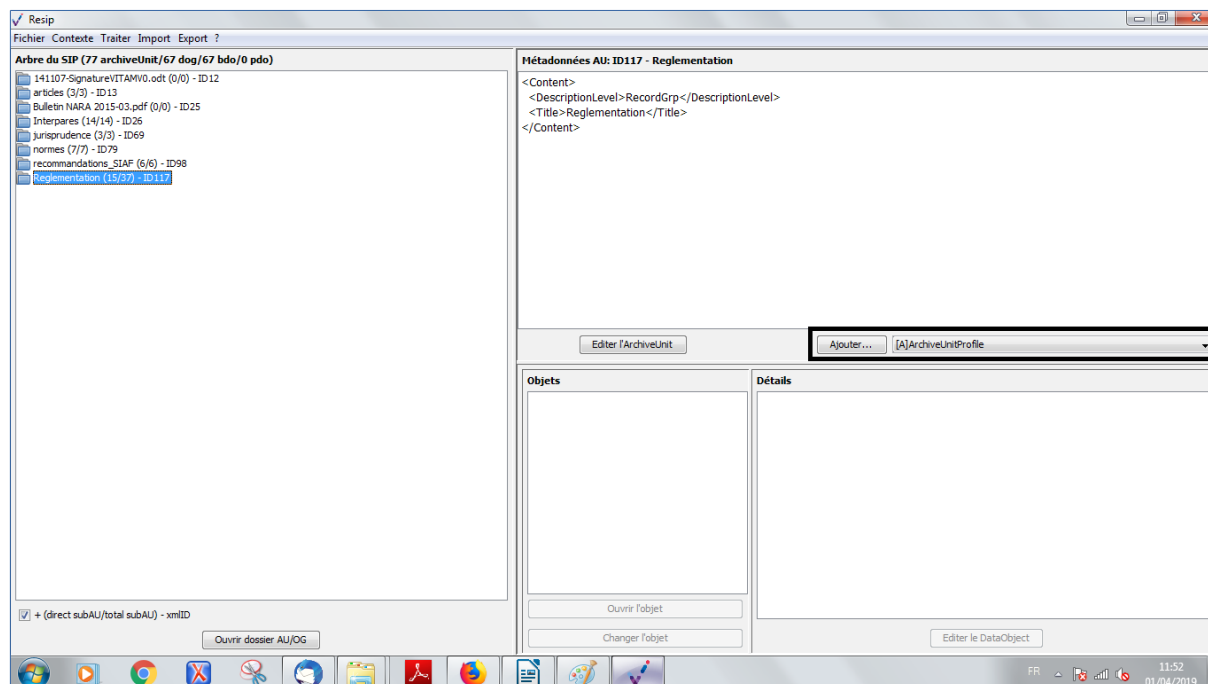 Resip
Fichier Contexte Traiter Import Export ?
Arbre du SIP (77 archiveUnit/67 dog/67 bdo/0 pdo)
141107-SignatureVITAMV0.odt (0/0) - ID12
articles (3/3) - ID13
Bulletin NARA 2015-03.pdf (0/0) - ID25
Interpares (14/14) - ID26
jurisprudence (3/3) - ID69
normes (7/7) - ID79
recommandations_SIAF (6/6) - ID98
Reglementation (15/37) - ID117
+ (direct subAU/total subAU) - xmlID
Ouvrir dossier AU/OG
Métadonnées AU: ID117 - Reglementation
<Content>
<DescriptionLevel>RecordGrp</DescriptionLevel>
<Title>Reglementation</Title>
</Content>
Editer l'ArchiveUnit
Ajouter...
[A]ArchiveUnitProfile
Objets
Ouvrir l'objet
Changer l'objet
Détails
Editer le DataObject
FR
11:52
01/04/2019